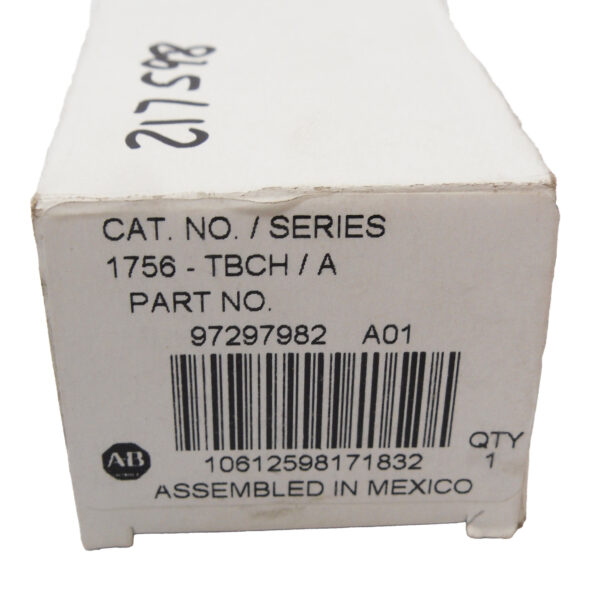 217598
CAT. NO. / SERIES
1756 - TBCH / A
PART NO.
97297982 A01
10612598171832
QTY
1
AB
ASSEMBLED IN MEXICO